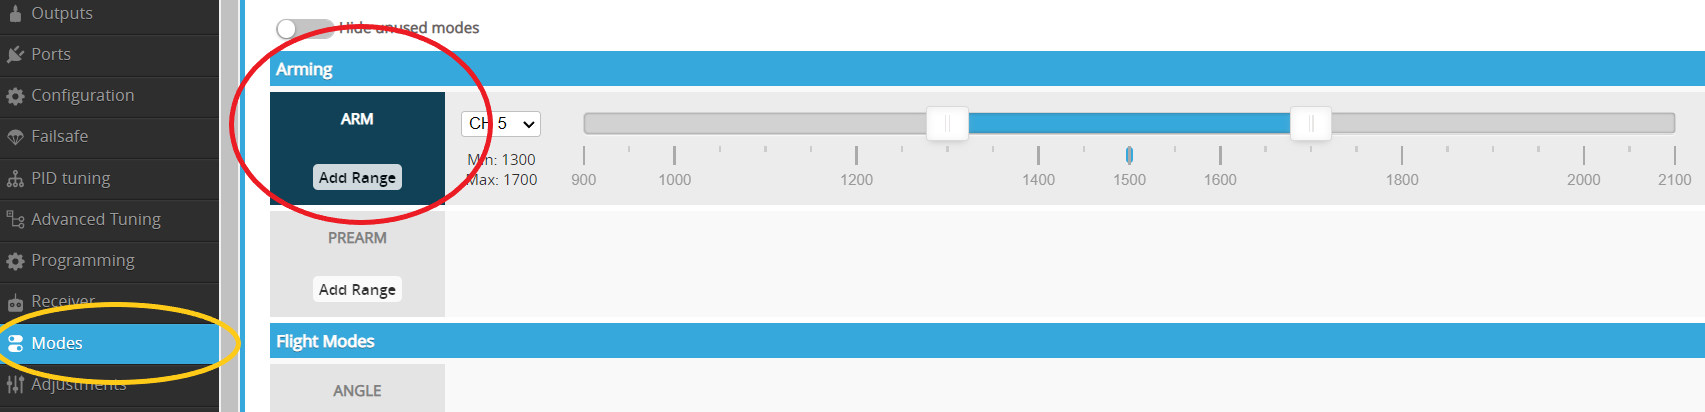 Outputs
Ports
Configuration
Failsafe
PID tuning
Advanced Tuning
Programming
Receiver
Modes
Adjustments
Hide unused modes
Arming
ARM
Add Range
CH 5
Min: 1300
Max: 1700
900 1000 1200 1400 1500 1600 1800 2000 2100
PREARM
Add Range
Flight Modes
ANGLE